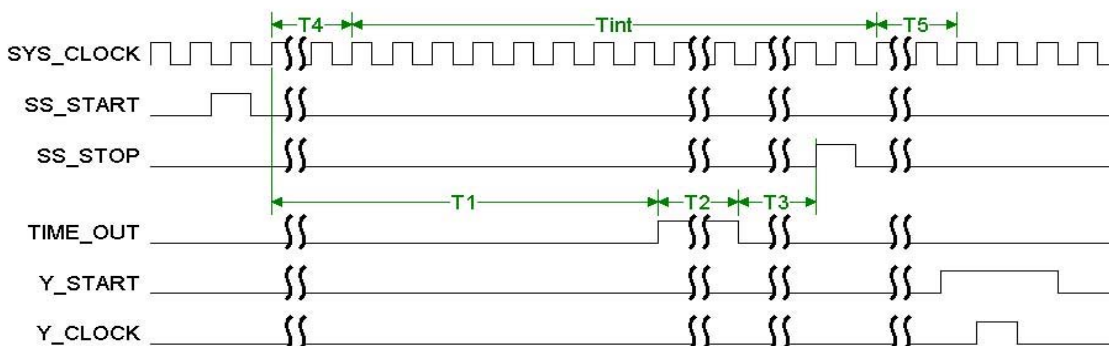 T4 Tint T5
SYS_CLOCK
SS_START
SS_STOP
T1 T2 T3
TIME_OUT
Y_START
Y_CLOCK